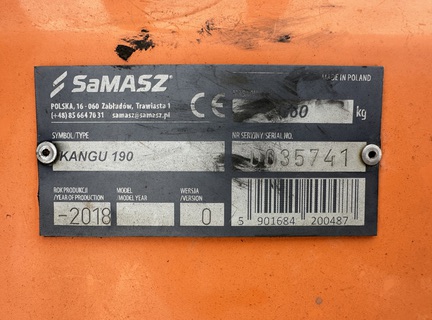 SaMASZ
POLSKA, 16 - 060 Zabłudów, Trawiasta 1
(+48) 85 664 70 31 samasz@samasz.pl
CE
MADE IN POLAND
kg
SYMBOL/TYPE
KANGU 190
NR SERYJNY/SERIAL NO.
035741
ROK PRODUKCJI
/YEAR OF PRODUCTION
MODEL
/MODEL YEAR
WERSJA
/VERSION
-2018
0
5 901684 200487